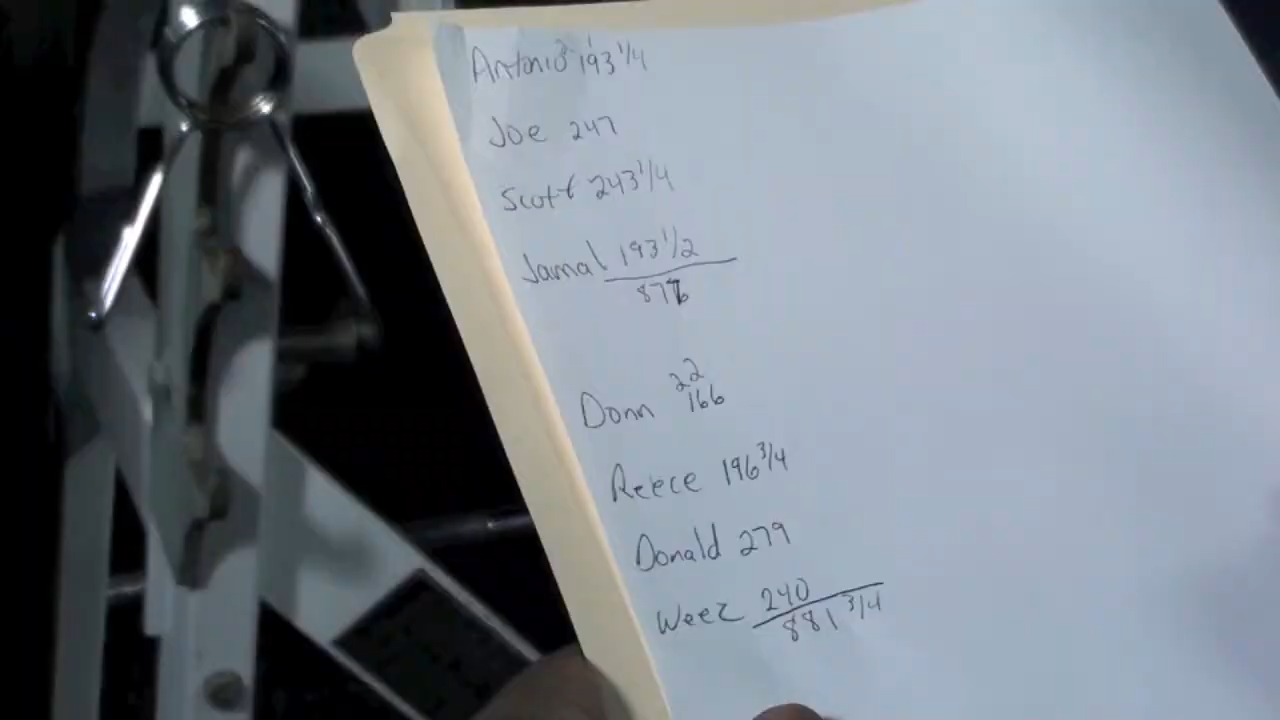 Antonio 193 1/4
Joe 247
Scott 243 1/4
Jamal 193 1/2
22
Donn 166
Reece 196 3/4
Donald 279
Weez 240
881 3/4